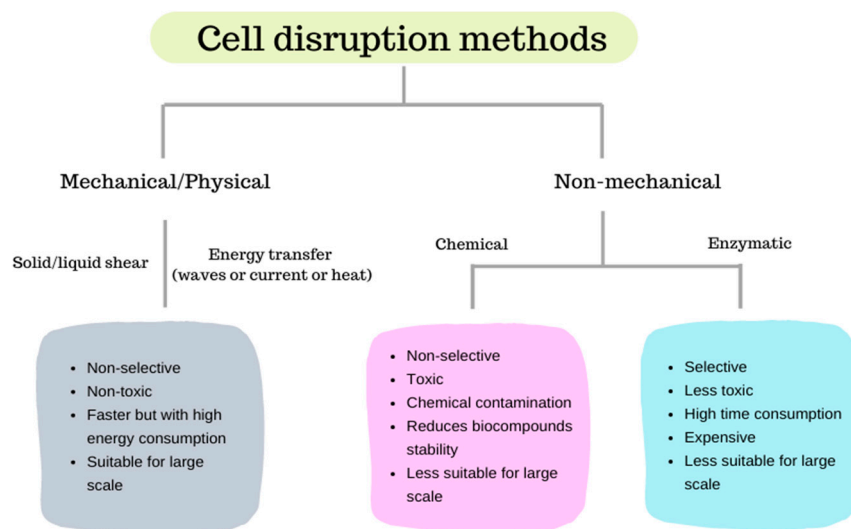 Cell disruption methods
Mechanical/Physical
Non-mechanical
Solid/liquid shear
Energy transfer
(waves or current or heat)
Chemical
Enzymatic
• Non-selective
• Non-toxic
• Faster but with high
energy consumption
• Suitable for large
scale
• Non-selective
• Toxic
• Chemical contamination
• Reduces biocompounds
stability
• Less suitable for large
scale
• Selective
• Less toxic
• High time consumption
• Expensive
• Less suitable for large
scale